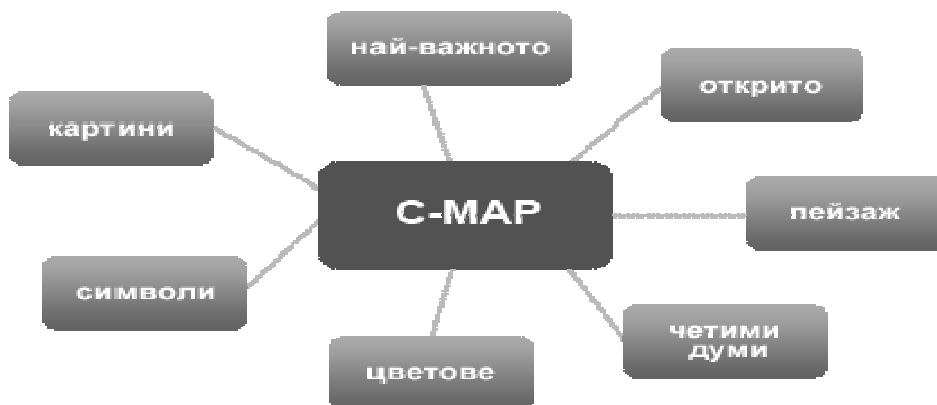 най-важното
открито
картини
C-MAP
пейзаж
символи
четими
думи
цветове